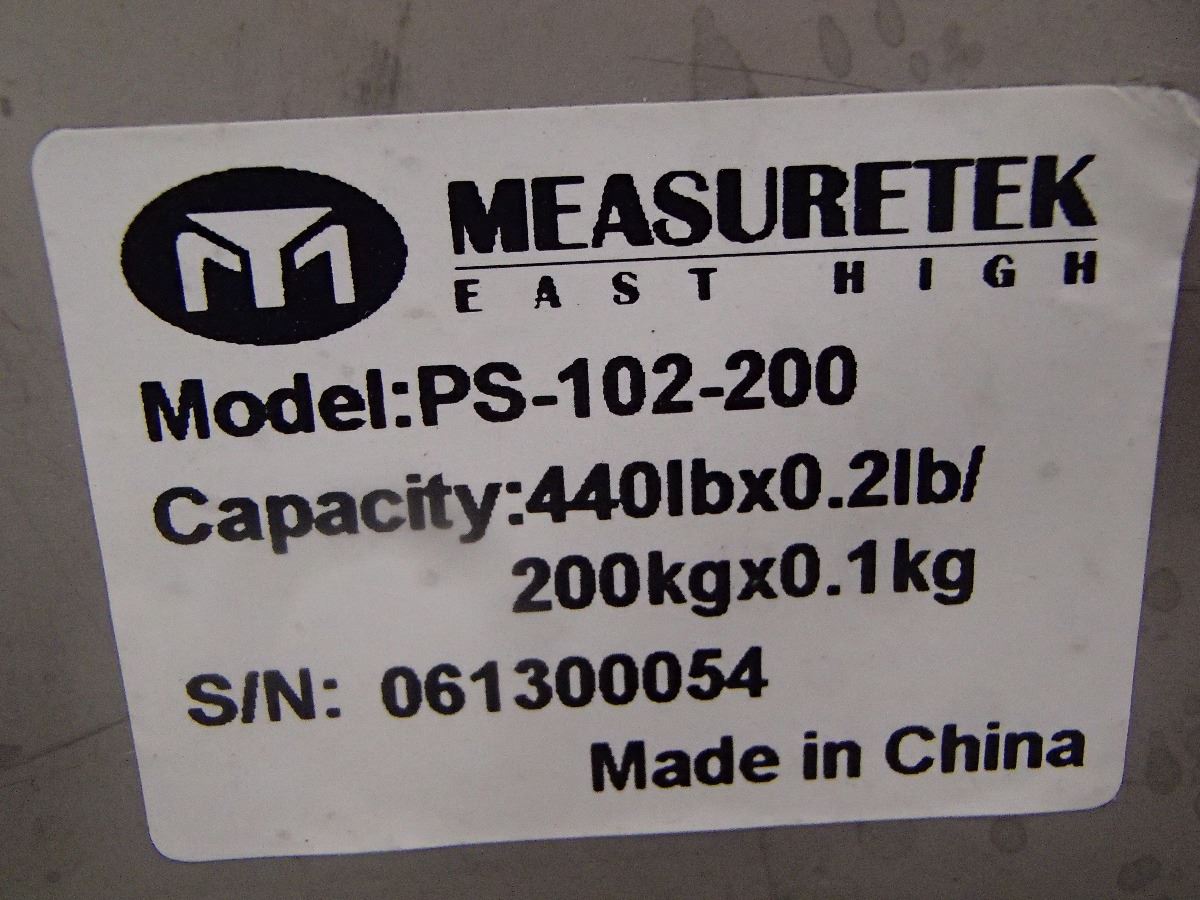 MEASURETEK
EAST HIGH
Model:PS-102-200
Capacity:440lbx0.2lb/
200kgx0.1kg
S/N: 061300054
Made in China